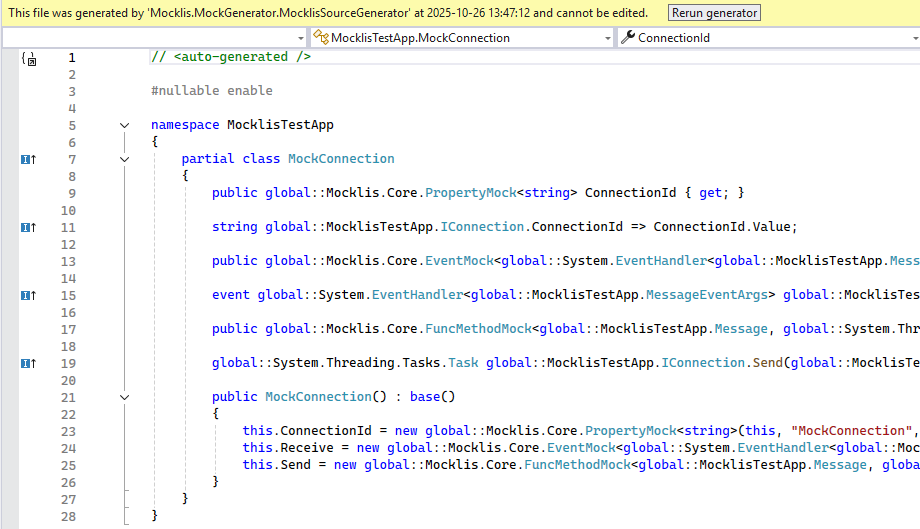 This file was generated by 'Mocklis.MockGenerator.MocklisSourceGenerator' at 2025-10-26 13:47:12 and cannot be edited. Rerun generator
MocklisTestApp.MockConnection ConnectionId
1 // <auto-generated />
2
3 #nullable enable
4
5 namespace MocklisTestApp
6 {
7 partial class MockConnection
8 {
9 public global::Mocklis.Core.PropertyMock<string> ConnectionId { get; }
10
11 string global::MocklisTestApp.IConnection.ConnectionId => ConnectionId.Value;
12
13 public global::Mocklis.Core.EventMock<global::System.EventHandler<global::MocklisTestApp.Mess
14
15 event global::System.EventHandler<global::MocklisTestApp.MessageEventArgs> global::MocklisTes
16
17 public global::Mocklis.Core.FuncMethodMock<global::MocklisTestApp.Message, global::System.Thr
18
19 global::System.Threading.Tasks.Task global::MocklisTestApp.IConnection.Send(global::MocklisTe
20
21 public MockConnection() : base()
22 {
23 this.ConnectionId = new global::Mocklis.Core.PropertyMock<string>(this, "MockConnection",
24 this.Receive = new global::Mocklis.Core.EventMock<global::System.EventHandler<global::Moc
25 this.Send = new global::Mocklis.Core.FuncMethodMock<global::MocklisTestApp.Message, globa
26 }
27 }
28 }